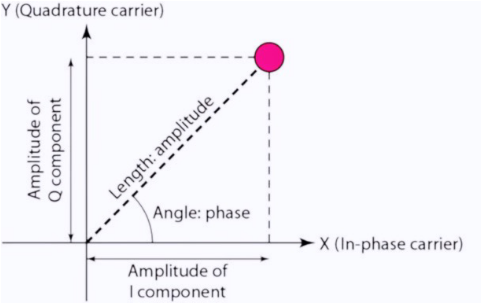 Y (Quadrature carrier)
Amplitude of
Q component
Length: amplitude
Angle: phase
X (In-phase carrier)
Amplitude of
I component